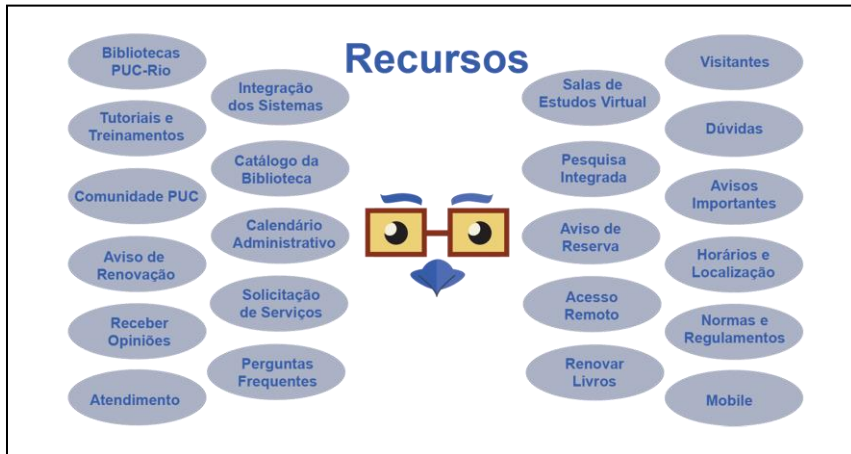 Recursos
Bibliotecas
PUC-Rio
Tutoriais e
Treinamentos
Comunidade PUC
Aviso de
Renovação
Receber
Opiniões
Atendimento
Integração
dos Sistemas
Catálogo da
Biblioteca
Calendário
Administrativo
Solicitação
de Serviços
Perguntas
Frequentes
Salas de
Estudos Virtual
Pesquisa
Integrada
Aviso de
Reserva
Acesso
Remoto
Renovar
Livros
Visitantes
Dúvidas
Avisos
Importantes
Horários e
Localização
Normas e
Regulamentos
Mobile